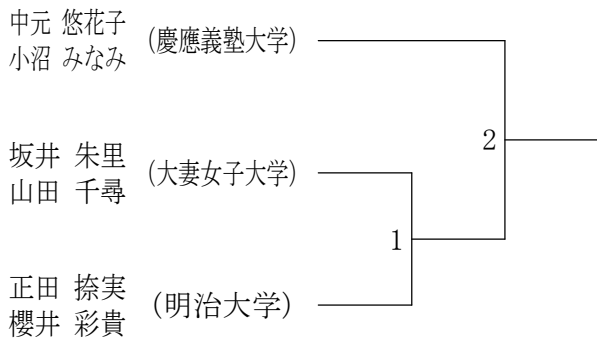 中元 悠花子
小沼 みなみ
(慶應義塾大学)
2
坂井 朱里
山田 千尋
(大妻女子大学)
1
正田 捺実
櫻井 彩貴
(明治大学)